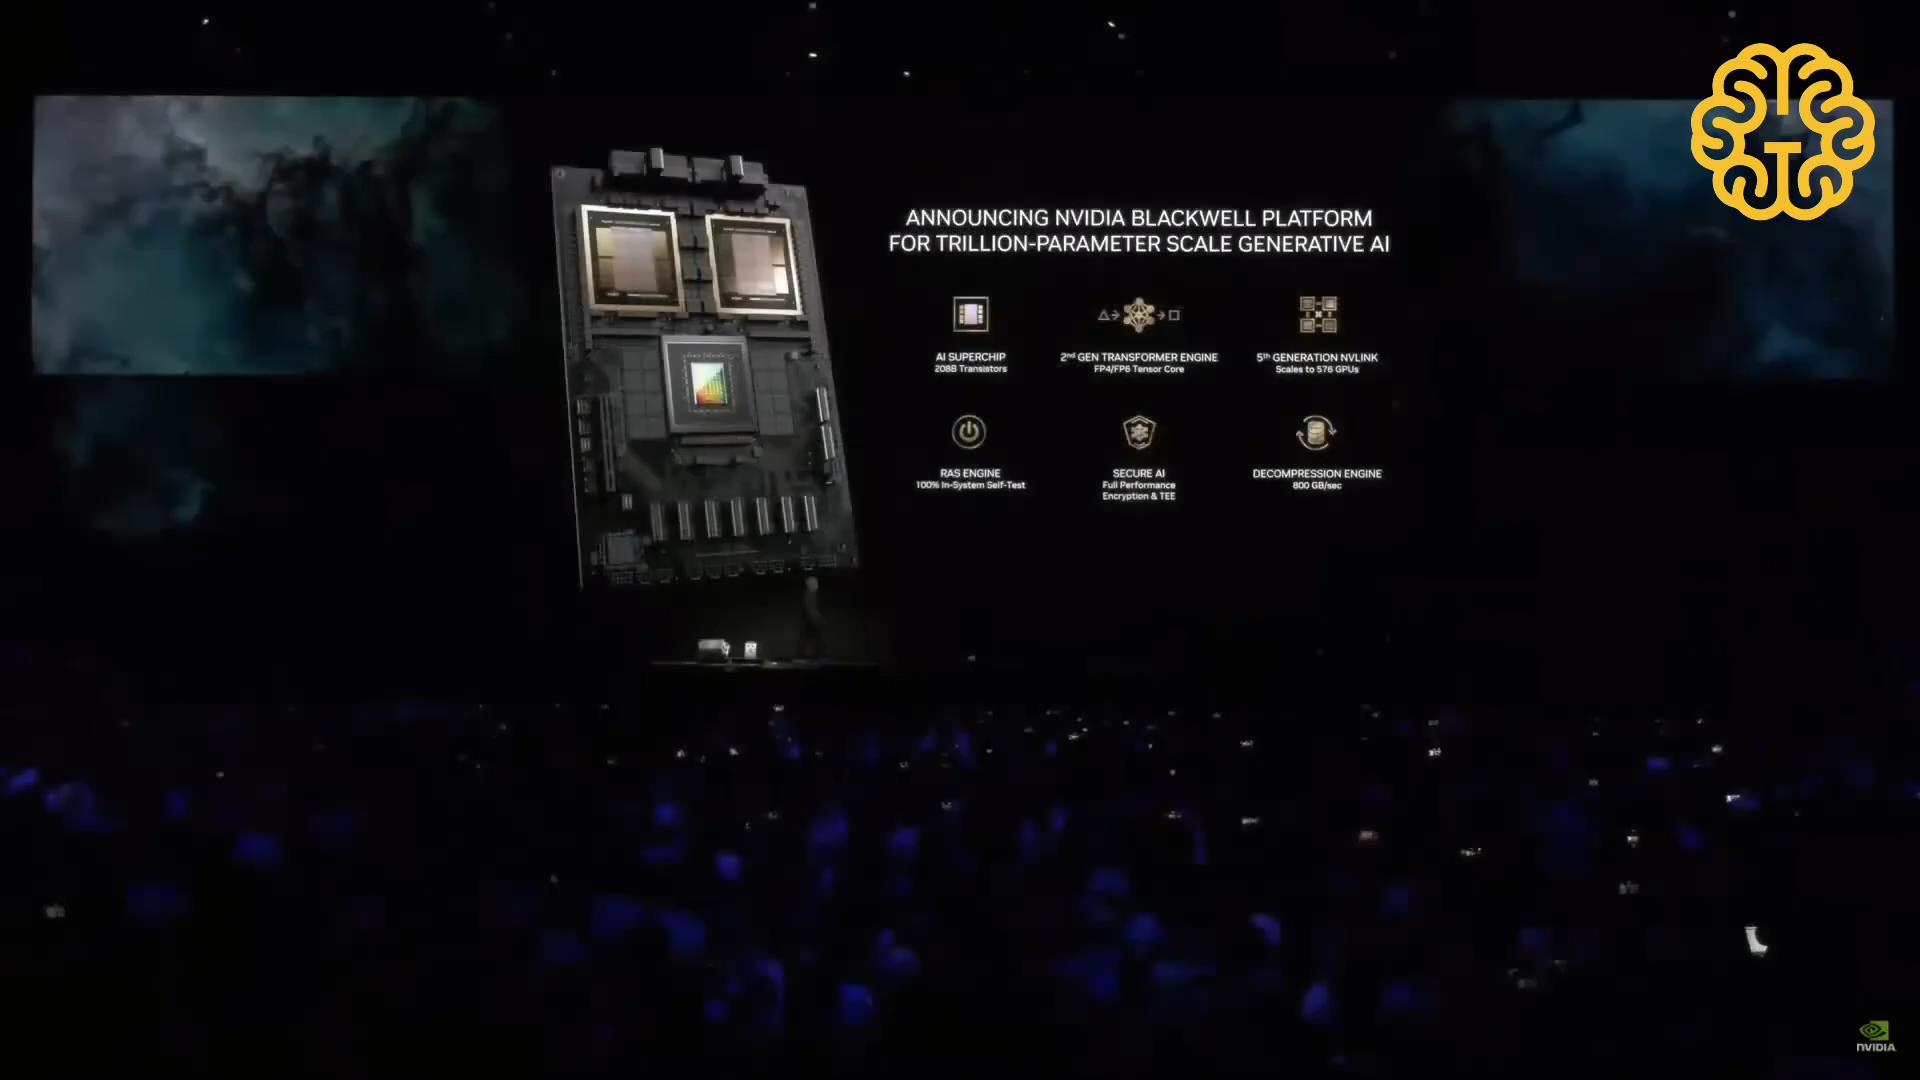 ANNOUNCING NVIDIA BLACKWELL PLATFORM
FOR TRILLION-PARAMETER SCALE GENERATIVE AI
AI SUPERCHIP
208B Transistors
2nd GEN TRANSFORMER ENGINE
FP4/FP6 Tensor Core
5th GENERATION NVLINK
Scales to 576 GPUs
RAS ENGINE
100% In-System Self-Test
SECURE AI
Full Performance
Encryption & TEE
DECOMPRESSION ENGINE
800 GB/sec
NVIDIA